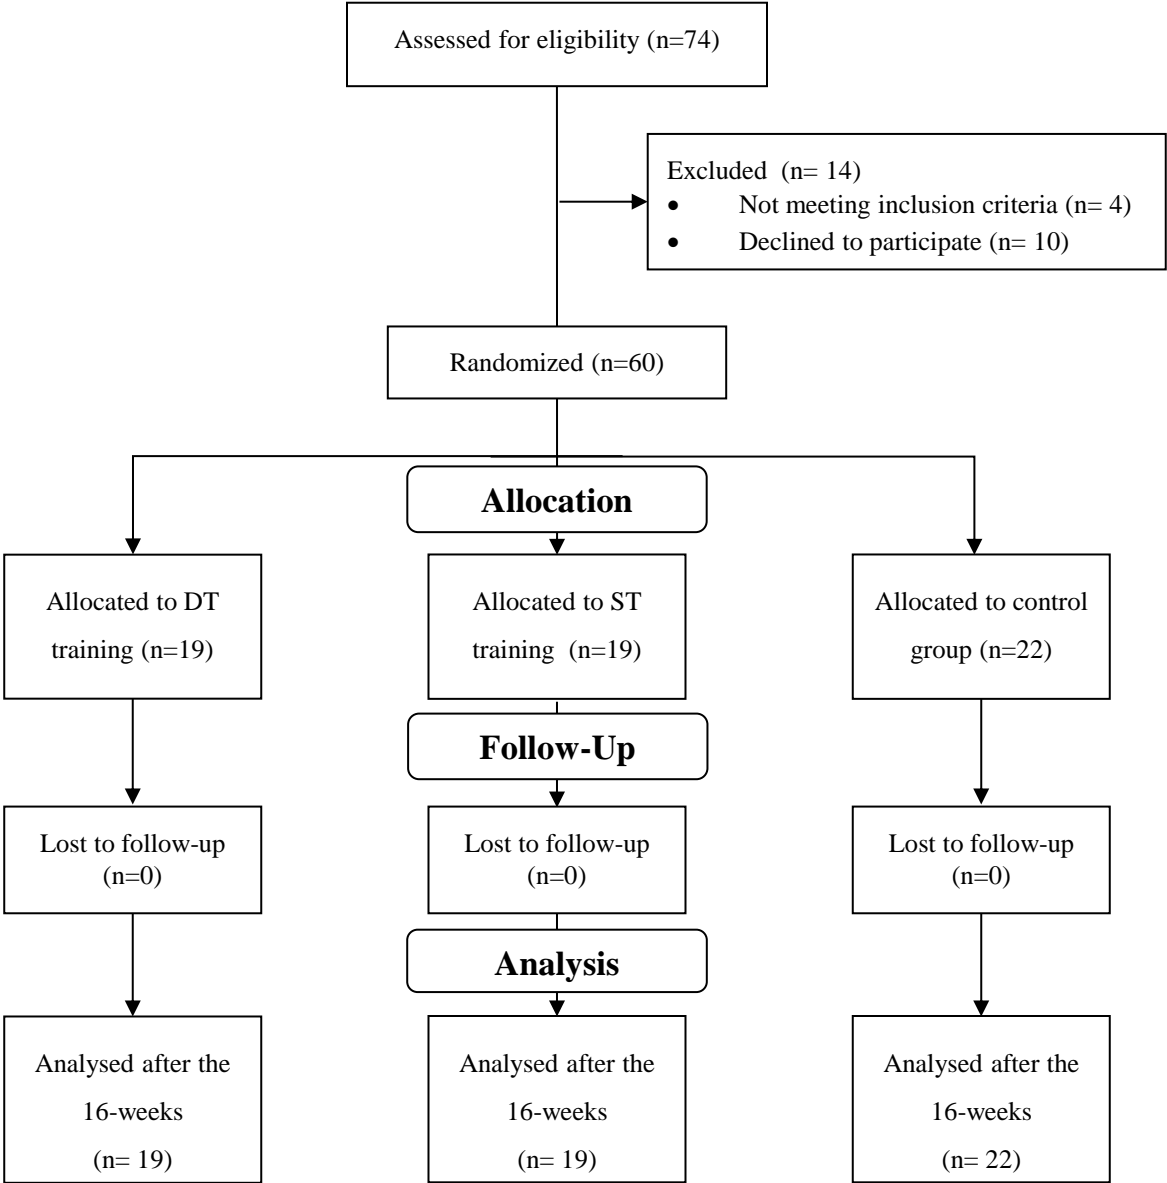 Assessed for eligibility (n=74)
Excluded (n= 14)
• Not meeting inclusion criteria (n= 4)
• Declined to participate (n= 10)
Randomized (n=60)
Allocation
Allocated to DT
training (n=19)
Allocated to ST
training (n=19)
Allocated to control
group (n=22)
Follow-Up
Lost to follow-up
(n=0)
Lost to follow-up
(n=0)
Lost to follow-up
(n=0)
Analysis
Analysed after the
16-weeks
(n= 19)
Analysed after the
16-weeks
(n= 19)
Analysed after the
16-weeks
(n= 22)